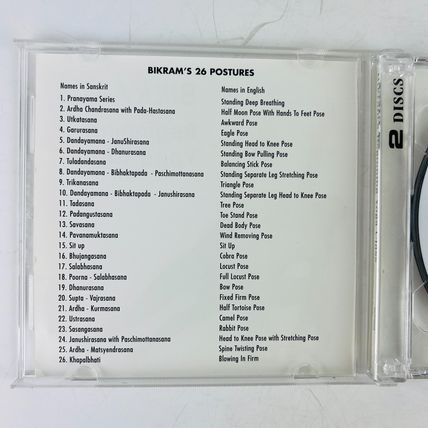 BIKRAM'S 26 POSTURES
Names in Sanskrit Names in English
1. Pranayama Series Standing Deep Breathing
2. Ardha Chandrasana with Pada-Hastasana Half Moon Pose With Hands To Feet Pose
3. Utkatasana Awkward Pose
4. Garurasana Eagle Pose
5. Dandayamana - JanuShirasana Standing Head to Knee Pose
6. Dandayamana - Dhanurasana Standing Bow Pulling Pose
7. Tuladandasana Balancing Stick Pose
8. Dandayamana - Bibhaktapada - Paschimottanasana Standing Separate Leg Stretching Pose
9. Trikanasana Triangle Pose
10. Dandayamana - Bibhaktapada - Janushirasana Standing Separate Leg Head to Knee Pose
11. Tadasana Tree Pose
12. Padangustasana Toe Stand Pose
13. Savasana Dead Body Pose
14. Pavanamuktasana Wind Removing Pose
15. Sit up Sit Up
16. Bhujangasana Cobra Pose
17. Salabhasana Locust Pose
18. Poorna - Salabhasana Full Locust Pose
19. Dhanurasana Bow Pose
20. Supta - Vajrasana Fixed Firm Pose
21. Ardha - Kurmasana Half Tortoise Pose
22. Ustrasana Camel Pose
23. Sasangasana Rabbit Pose
24. Janushirasana with Paschimottanasana Head to Knee Pose with Stretching Pose
25. Ardha - Matsyendrasana Spine Twisting Pose
26. Khapalbhati Blowing In Firm
2 DISCS